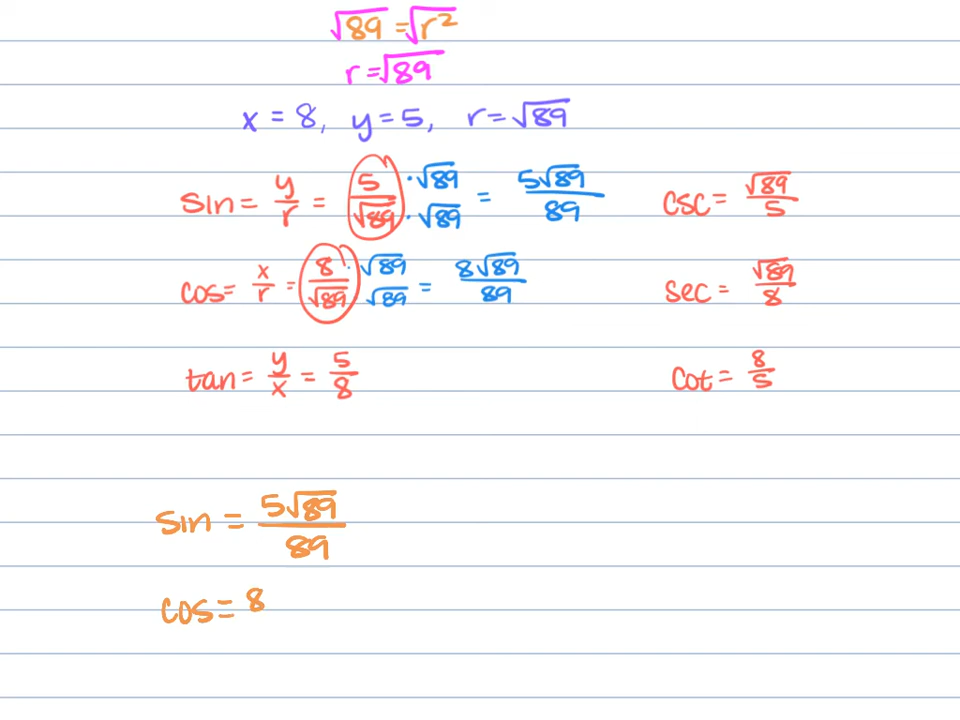 √89 = √r²
r = √89
x = 8, y = 5, r = √89
sin = y/r = 5/√89 · √89/√89 = 5√89/89 csc = √89/5
cos = x/r = 8/√89 · √89/√89 = 8√89/89 sec = √89/8
tan = y/x = 5/8 cot = 8/5
sin = 5√89/89
cos = 8